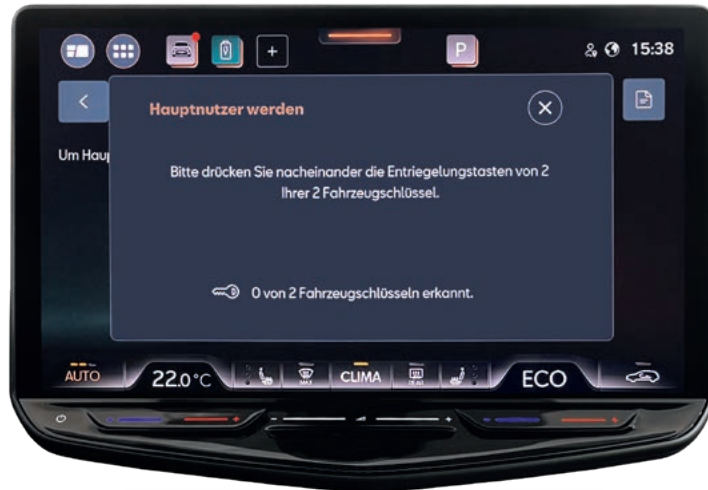 P
15:38
Hauptnutzer werden
Um Haup
Bitte drücken Sie nacheinander die Entriegelungstasten von 2
Ihrer 2 Fahrzeugschlüssel.
0 von 2 Fahrzeugschlüsseln erkannt.
AUTO 22.0°C MAX CLIMA REAR ECO